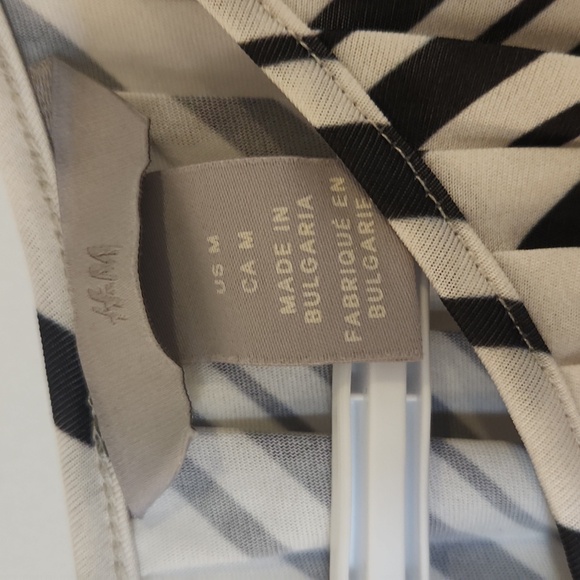 H&M
US M
CA M
MADE IN
BULGARIA
FABRIQUÉ EN
BULGARIE